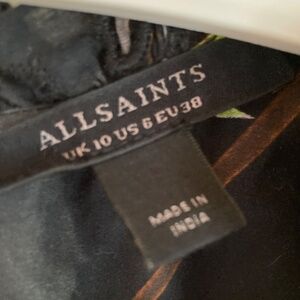 ALLSAINTS
UK 10 US 6 EU 38
MADE IN
INDIA